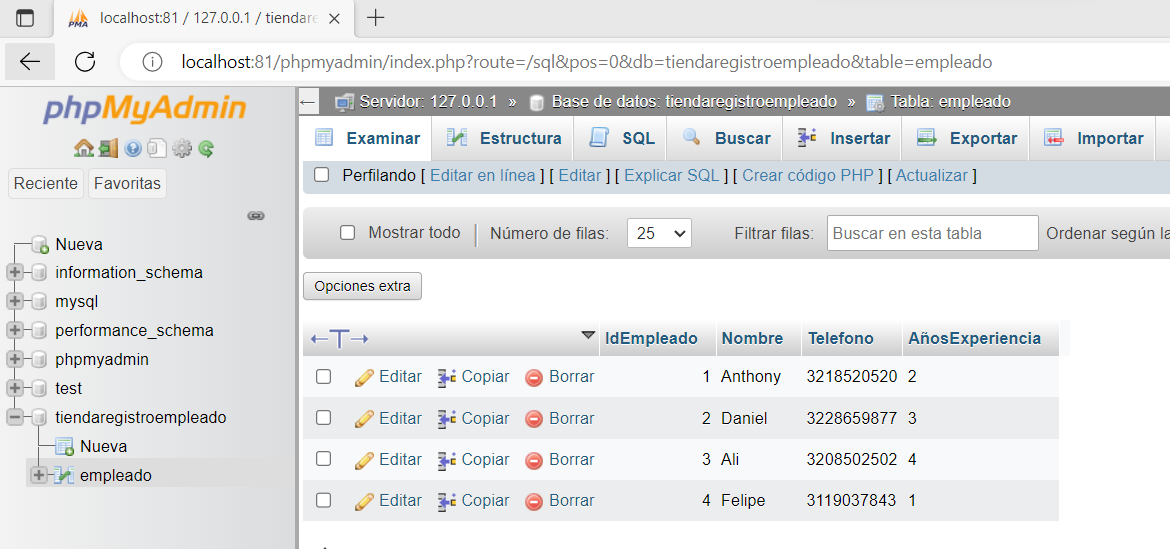 localhost:81 / 127.0.0.1 / tiendare
localhost:81/phpmyadmin/index.php?route=/sql&pos=0&db=tiendaregistroempleado&table=empleado
phpMyAdmin
Reciente Favoritas
Nueva
information_schema
mysql
performance_schema
phpmyadmin
test
tiendaregistroempleado
Nueva
empleado
Servidor: 127.0.0.1 » Base de datos: tiendaregistroempleado » Tabla: empleado
Examinar Estructura SQL Buscar Insertar Exportar Importar
Perfilando [ Editar en línea ] [ Editar ] [ Explicar SQL ] [ Crear código PHP ] [ Actualizar ]
Mostrar todo | Número de filas: 25 Filtrar filas: Buscar en esta tabla Ordenar según la
Opciones extra
←T→ IdEmpleado Nombre Telefono AñosExperiencia
Editar Copiar Borrar 1 Anthony 3218520520 2
Editar Copiar Borrar 2 Daniel 3228659877 3
Editar Copiar Borrar 3 Ali 3208502502 4
Editar Copiar Borrar 4 Felipe 3119037843 1